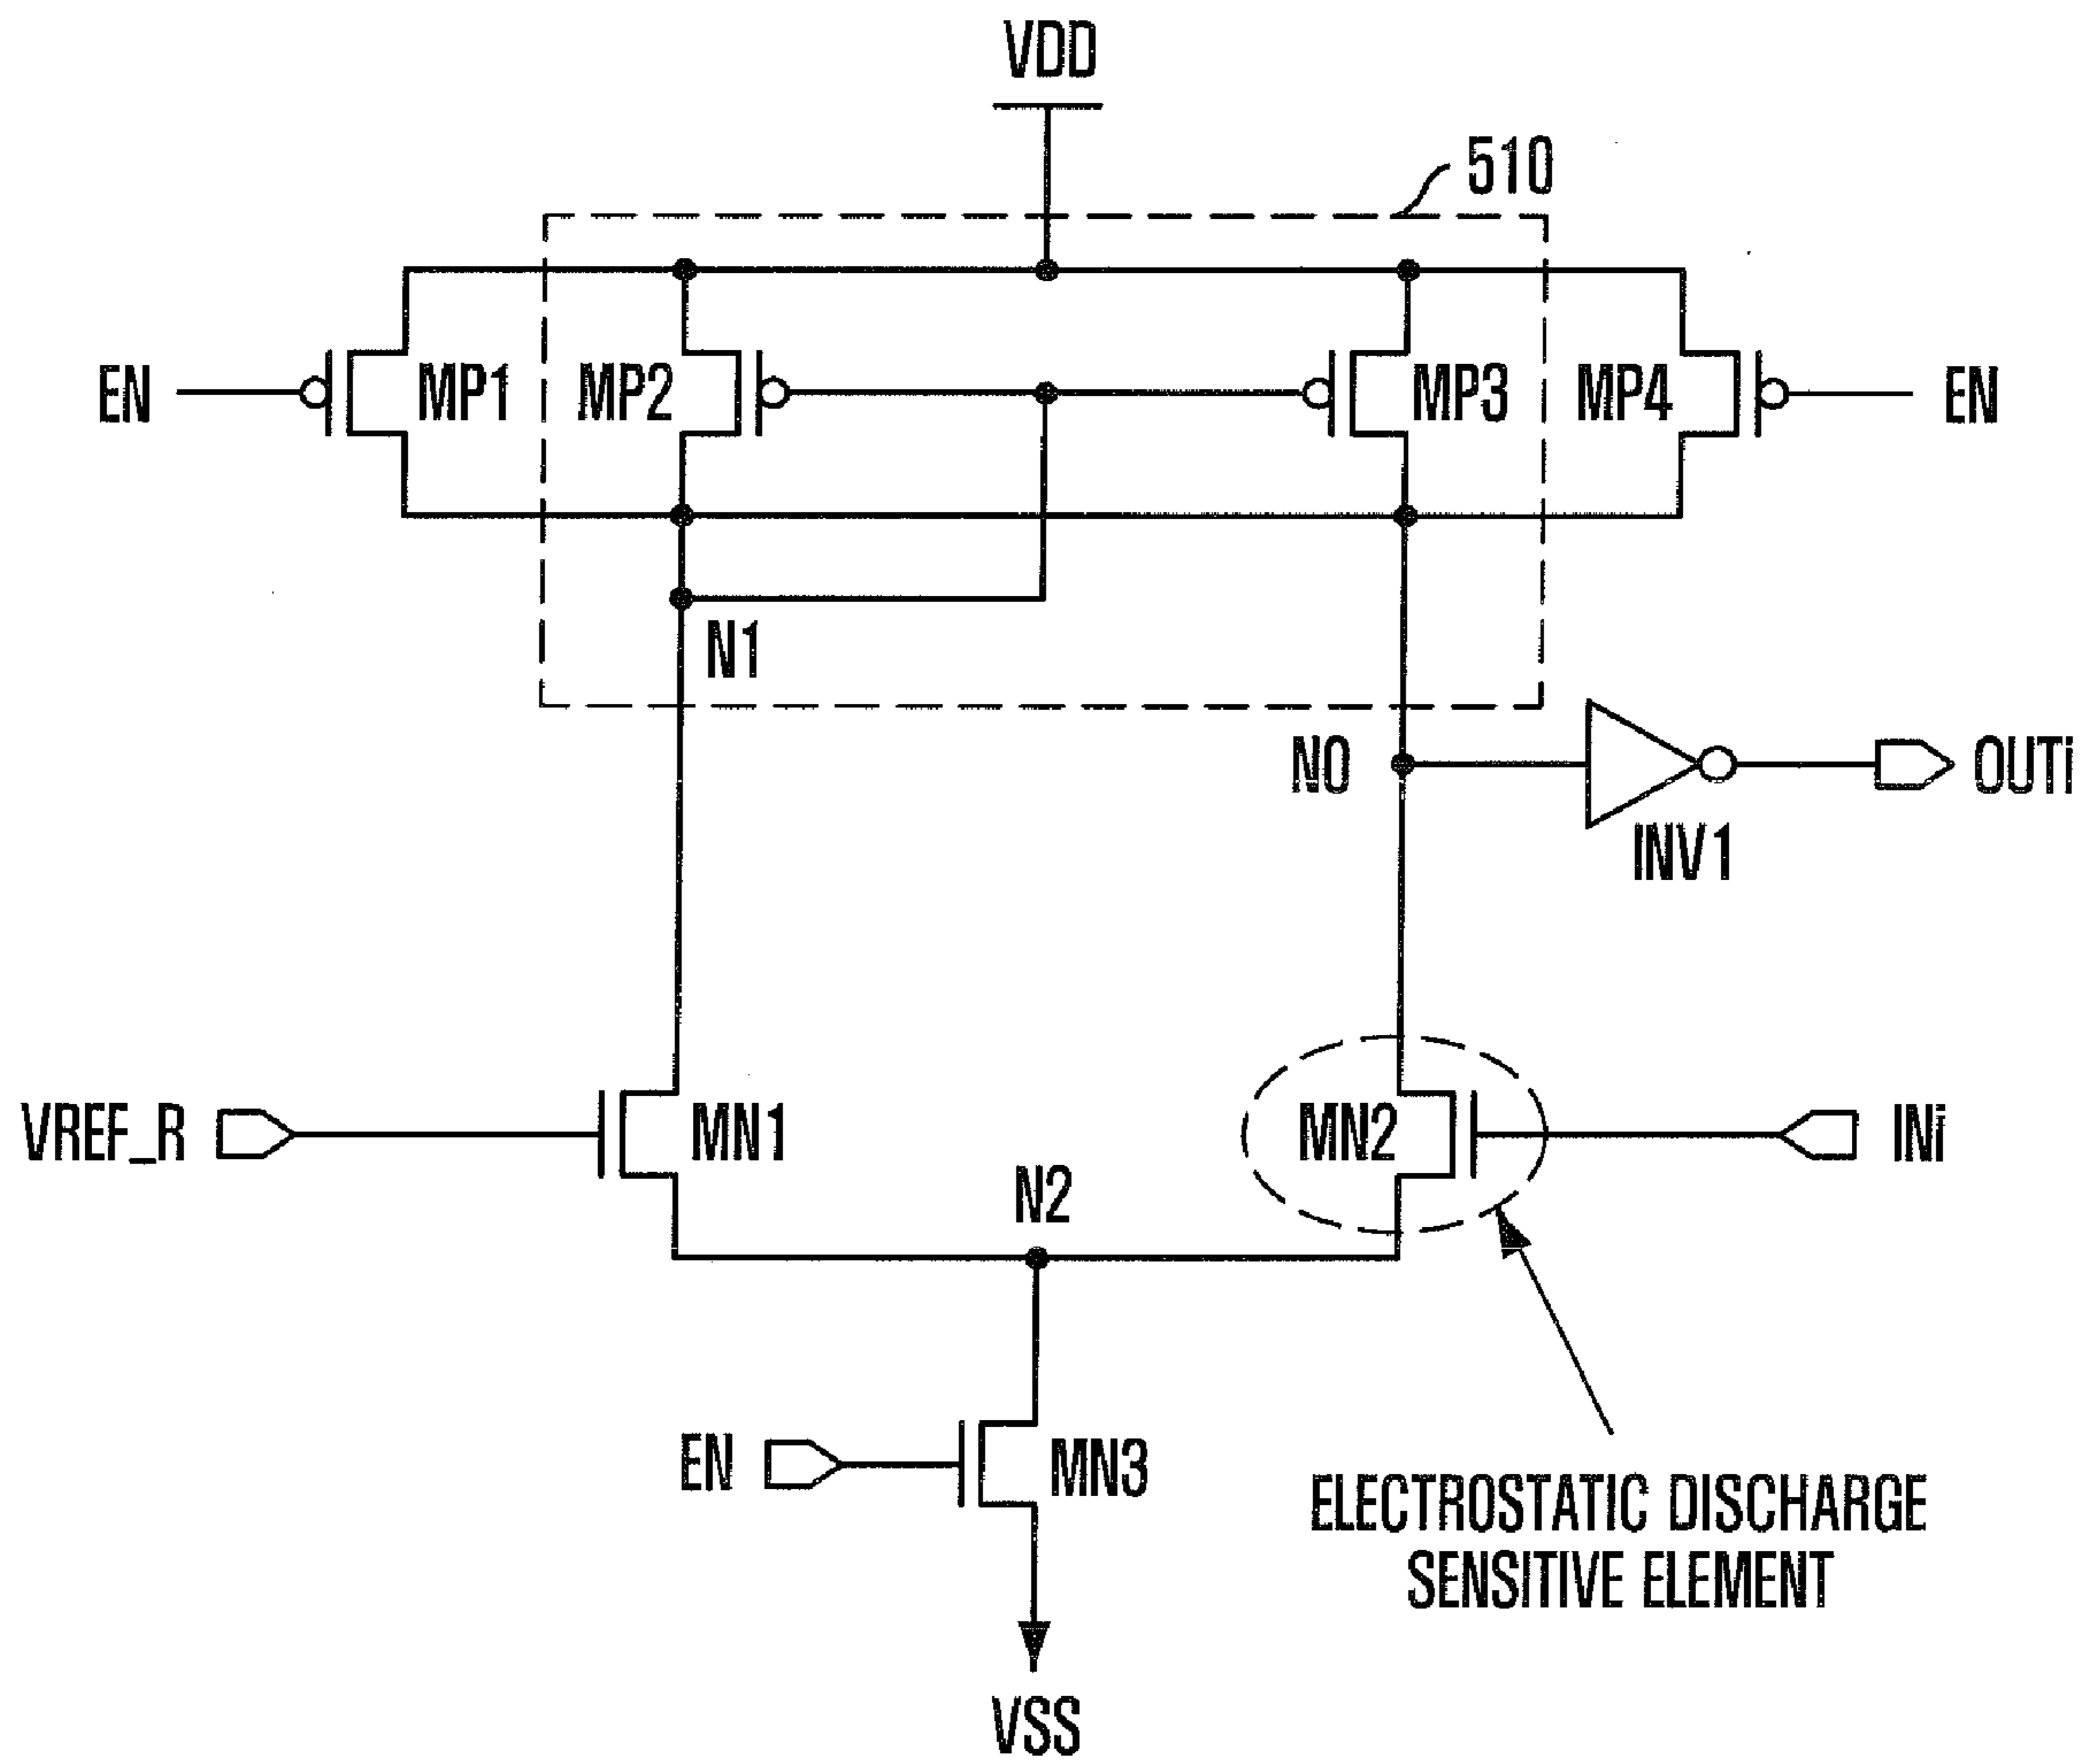 VDD
510
EN
MP1
MP2
MP3
MP4
EN
N1
NO
OUTi
INV1
VREF_R
MN1
MN2
INi
N2
EN
MN3
ELECTROSTATIC DISCHARGE
SENSITIVE ELEMENT
VSS